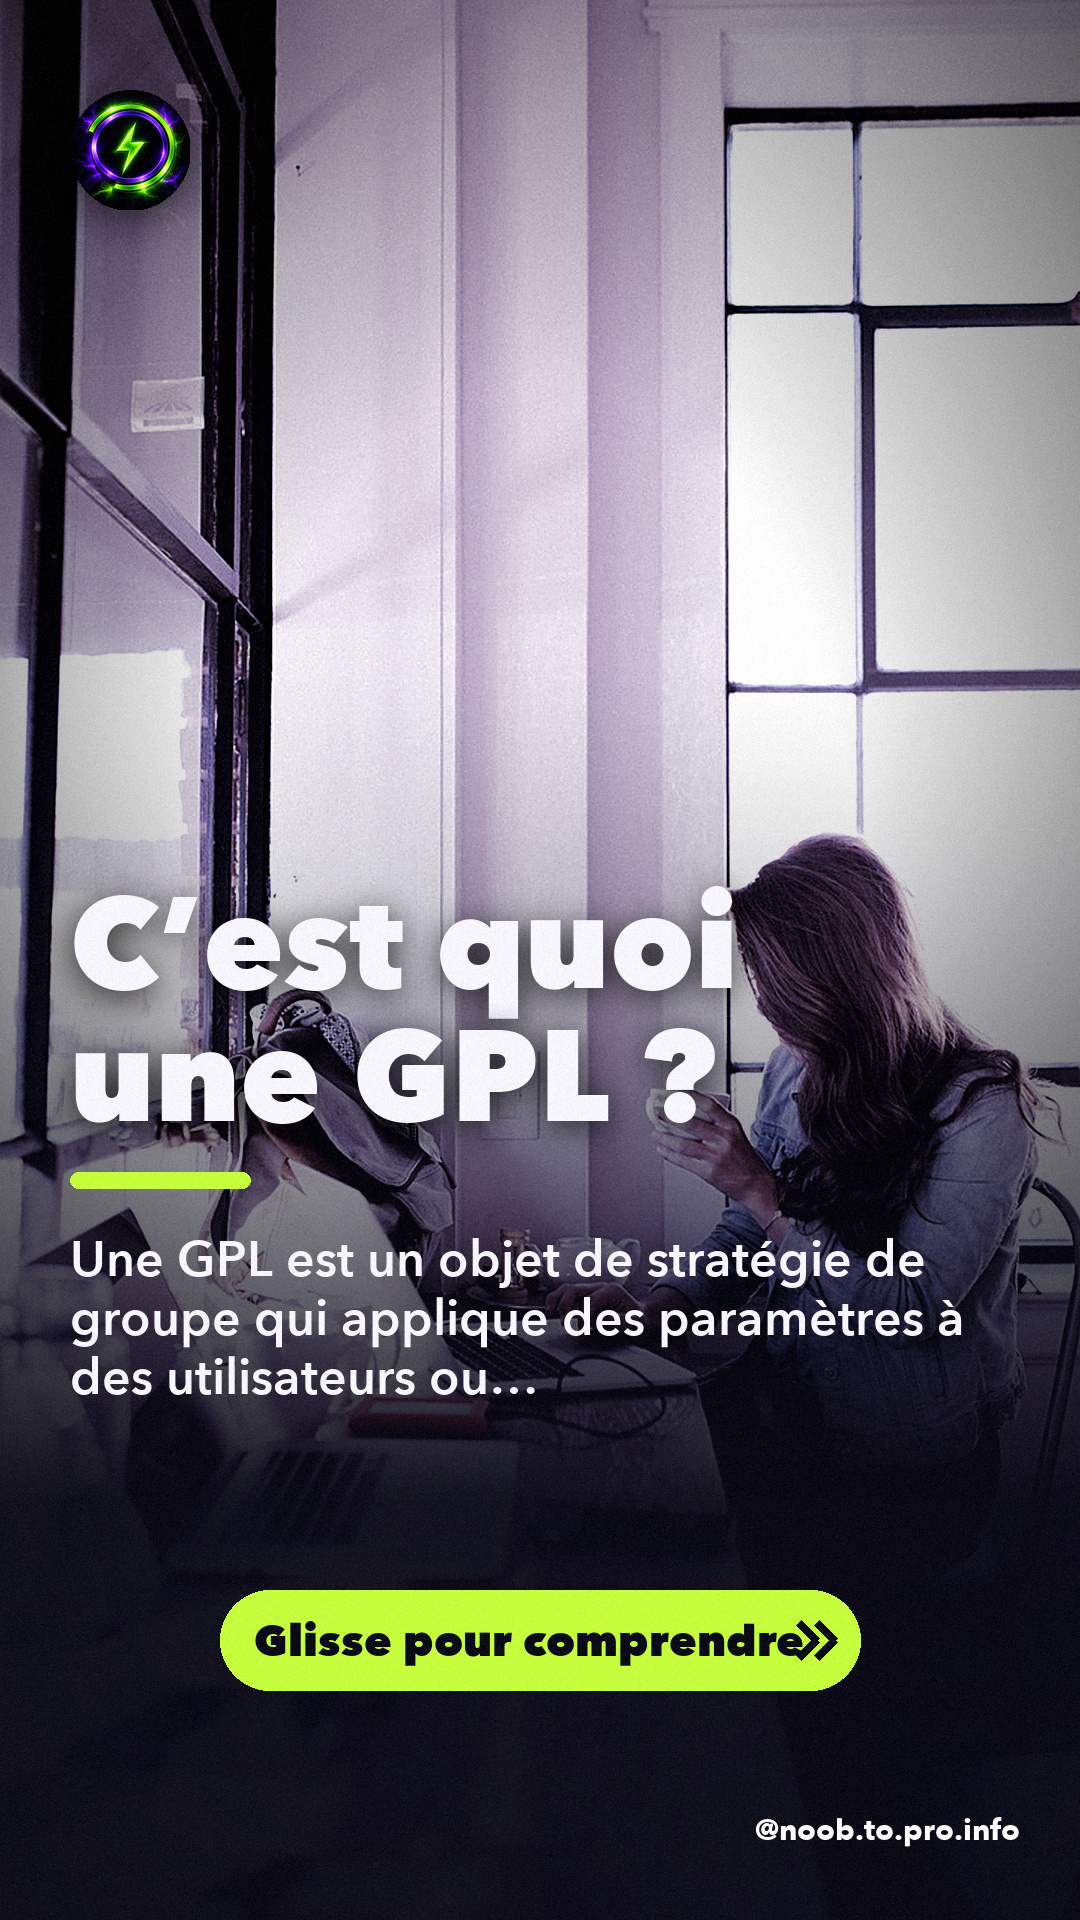 C’est quoi
une GPL ?
Une GPL est un objet de stratégie de
groupe qui applique des paramètres à
des utilisateurs ou…
Glisse pour comprendre
@noob.to.pro.info